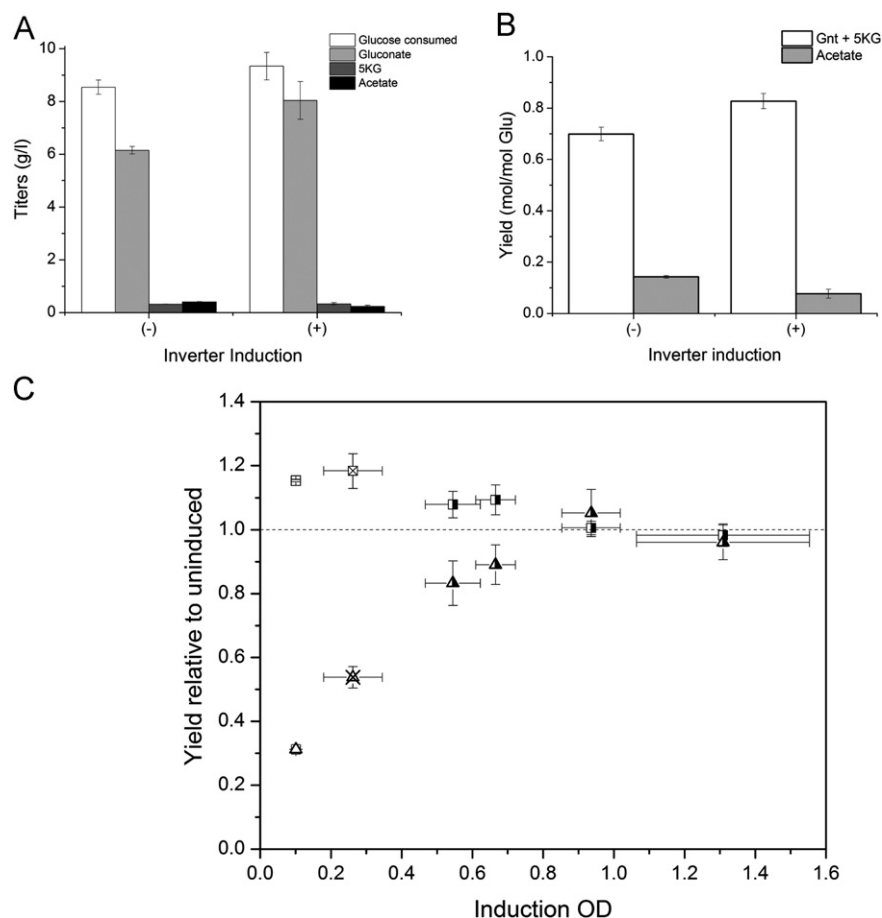 A
Glucose consumed
Gluconate
5KG
Acetate
10
8
6
4
2
0
Titers (g/l)
(-)
(+)
Inverter Induction
B
Gnt + 5KG
Acetate
1.0
0.8
0.6
0.4
0.2
0.0
Yield (mol/mol Glu)
(-)
(+)
Inverter induction
C
1.4
1.2
1.0
0.8
0.6
0.4
0.2
0.0
Yield relative to uninduced
0.0 0.2 0.4 0.6 0.8 1.0 1.2 1.4 1.6
Induction OD